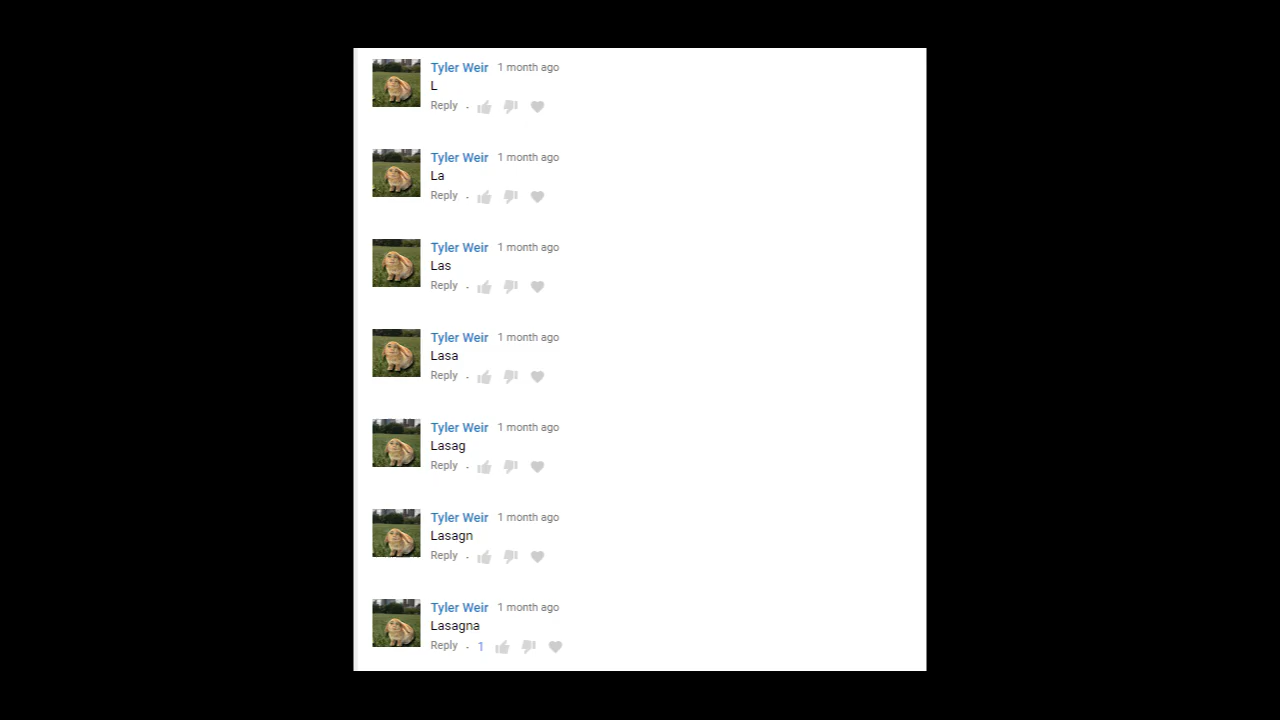 Tyler Weir 1 month ago
L
Reply -
Tyler Weir 1 month ago
La
Reply -
Tyler Weir 1 month ago
Las
Reply -
Tyler Weir 1 month ago
Lasa
Reply -
Tyler Weir 1 month ago
Lasag
Reply -
Tyler Weir 1 month ago
Lasagn
Reply -
Tyler Weir 1 month ago
Lasagna
Reply - 1